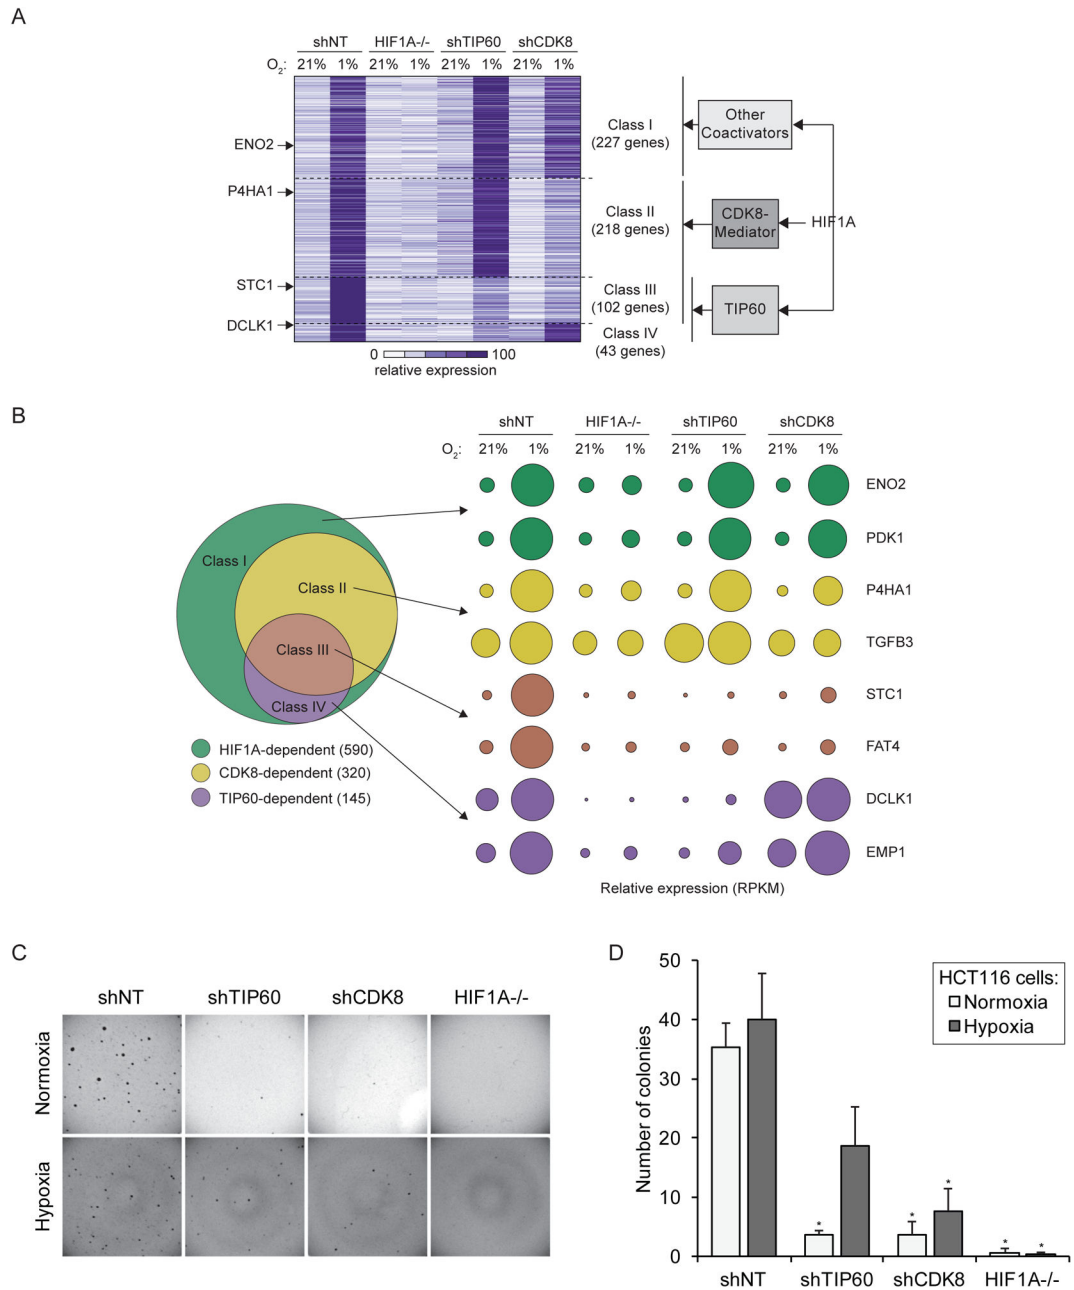 A
shNT HIF1A-/- shTIP60 shCDK8
O2: 21% 1% 21% 1% 21% 1% 21% 1%
ENO2
P4HA1
STC1
DCLK1
Class I
(227 genes)
Class II
(218 genes)
Class III
(102 genes)
Class IV
(43 genes)
Other
Coactivators
CDK8-
Mediator
HIF1A
TIP60
0 100
relative expression
B
shNT HIF1A-/- shTIP60 shCDK8
O2: 21% 1% 21% 1% 21% 1% 21% 1%
ENO2
PDK1
P4HA1
TGFB3
STC1
FAT4
DCLK1
EMP1
Relative expression (RPKM)
Class I
Class II
Class III
Class IV
HIF1A-dependent (590)
CDK8-dependent (320)
TIP60-dependent (145)
C
shNT shTIP60 shCDK8 HIF1A-/-
Normoxia
Hypoxia
D
HCT116 cells:
Normoxia
Hypoxia
Number of colonies
50
40
30
20
10
0
* * * * *
shNT shTIP60 shCDK8 HIF1A-/-